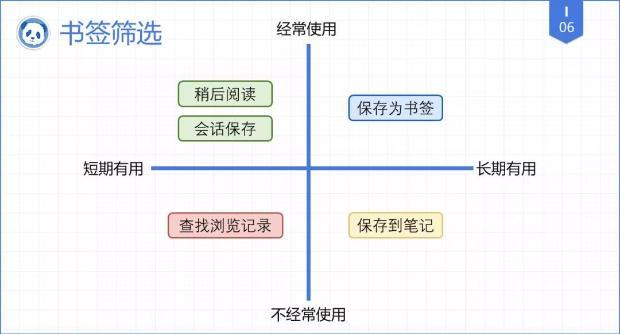 书签筛选
I
06
经常使用
稍后阅读
会话保存
保存为书签
短期有用
长期有用
查找浏览记录
保存到笔记
不经常使用